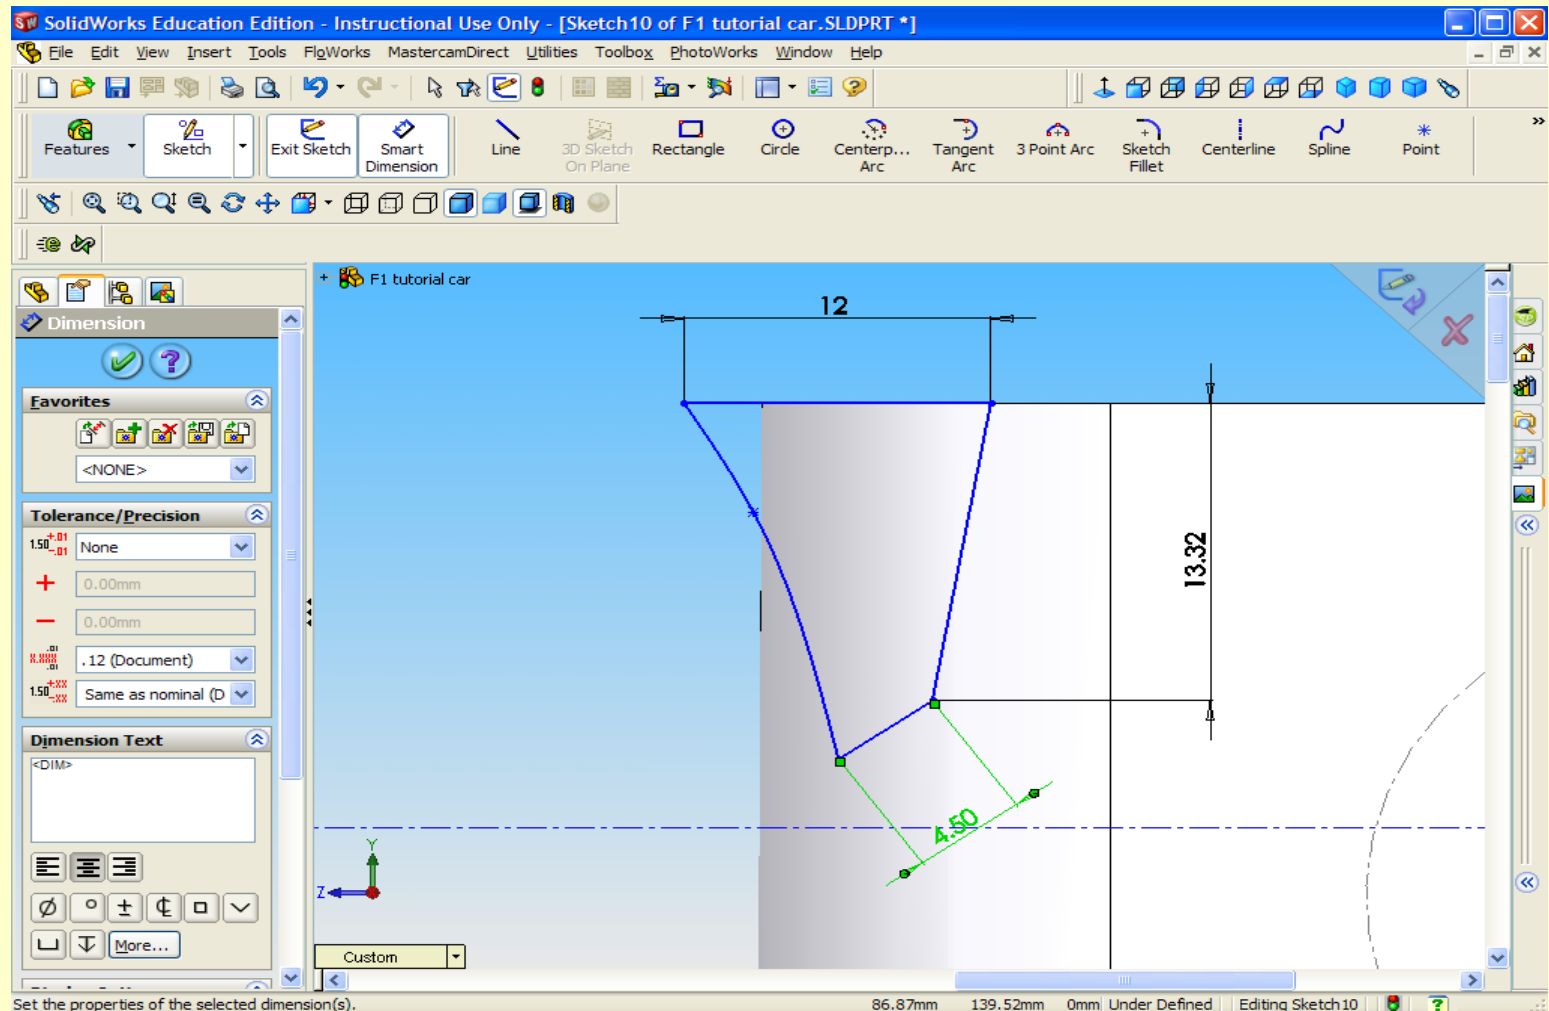 SolidWorks Education Edition - Instructional Use Only - [Sketch10 of F1 tutorial car.SLDPRT *]
File Edit View Insert Tools FloWorks MastercamDirect Utilities Toolbox PhotoWorks Window Help
Features Sketch Exit Sketch Smart Dimension Line 3D Sketch On Plane Rectangle Circle Centerp... Arc Tangent Arc 3 Point Arc Sketch Fillet Centerline Spline Point
F1 tutorial car
Dimension
Favorites
<NONE>
Tolerance/Precision
None
0.00mm
0.00mm
.12 (Document)
Same as nominal (D
Dimension Text
<DIM>
More...
12
13.32
4.50
Y
Z
Custom
Set the properties of the selected dimension(s).
86.87mm 139.52mm 0mm Under Defined Editing Sketch10